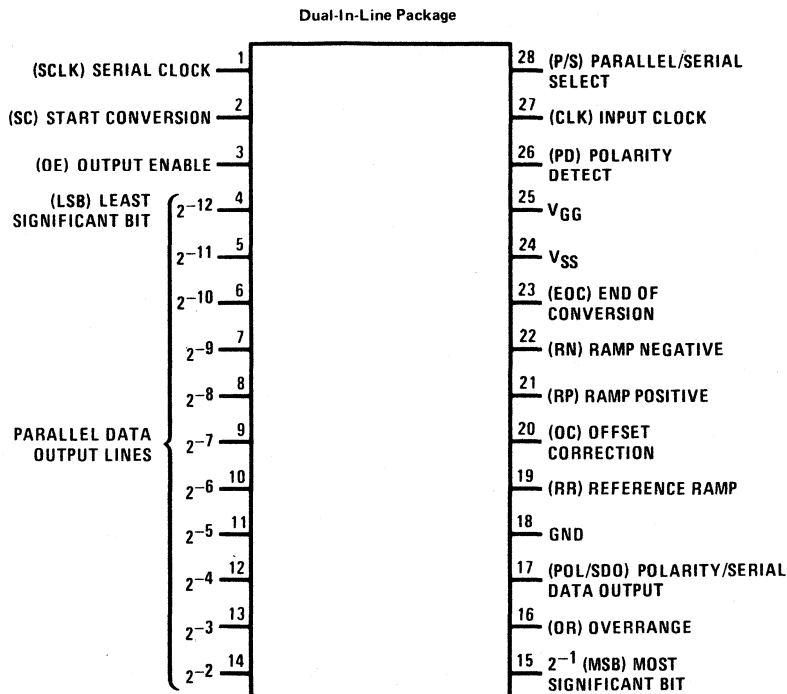 Dual-In-Line Package
(SCLK) SERIAL CLOCK 1
(SC) START CONVERSION 2
(OE) OUTPUT ENABLE 3
(LSB) LEAST
SIGNIFICANT BIT
2−12 4
2−11 5
2−10 6
2−9 7
2−8 8
PARALLEL DATA
OUTPUT LINES
2−7 9
2−6 10
2−5 11
2−4 12
2−3 13
2−2 14
28 (P/S) PARALLEL/SERIAL
SELECT
27 (CLK) INPUT CLOCK
26 (PD) POLARITY
DETECT
25 VGG
24 VSS
23 (EOC) END OF
CONVERSION
22 (RN) RAMP NEGATIVE
21 (RP) RAMP POSITIVE
20 (OC) OFFSET
CORRECTION
19 (RR) REFERENCE RAMP
18 GND
17 (POL/SDO) POLARITY/SERIAL
DATA OUTPUT
16 (OR) OVERRANGE
15 2−1 (MSB) MOST
SIGNIFICANT BIT